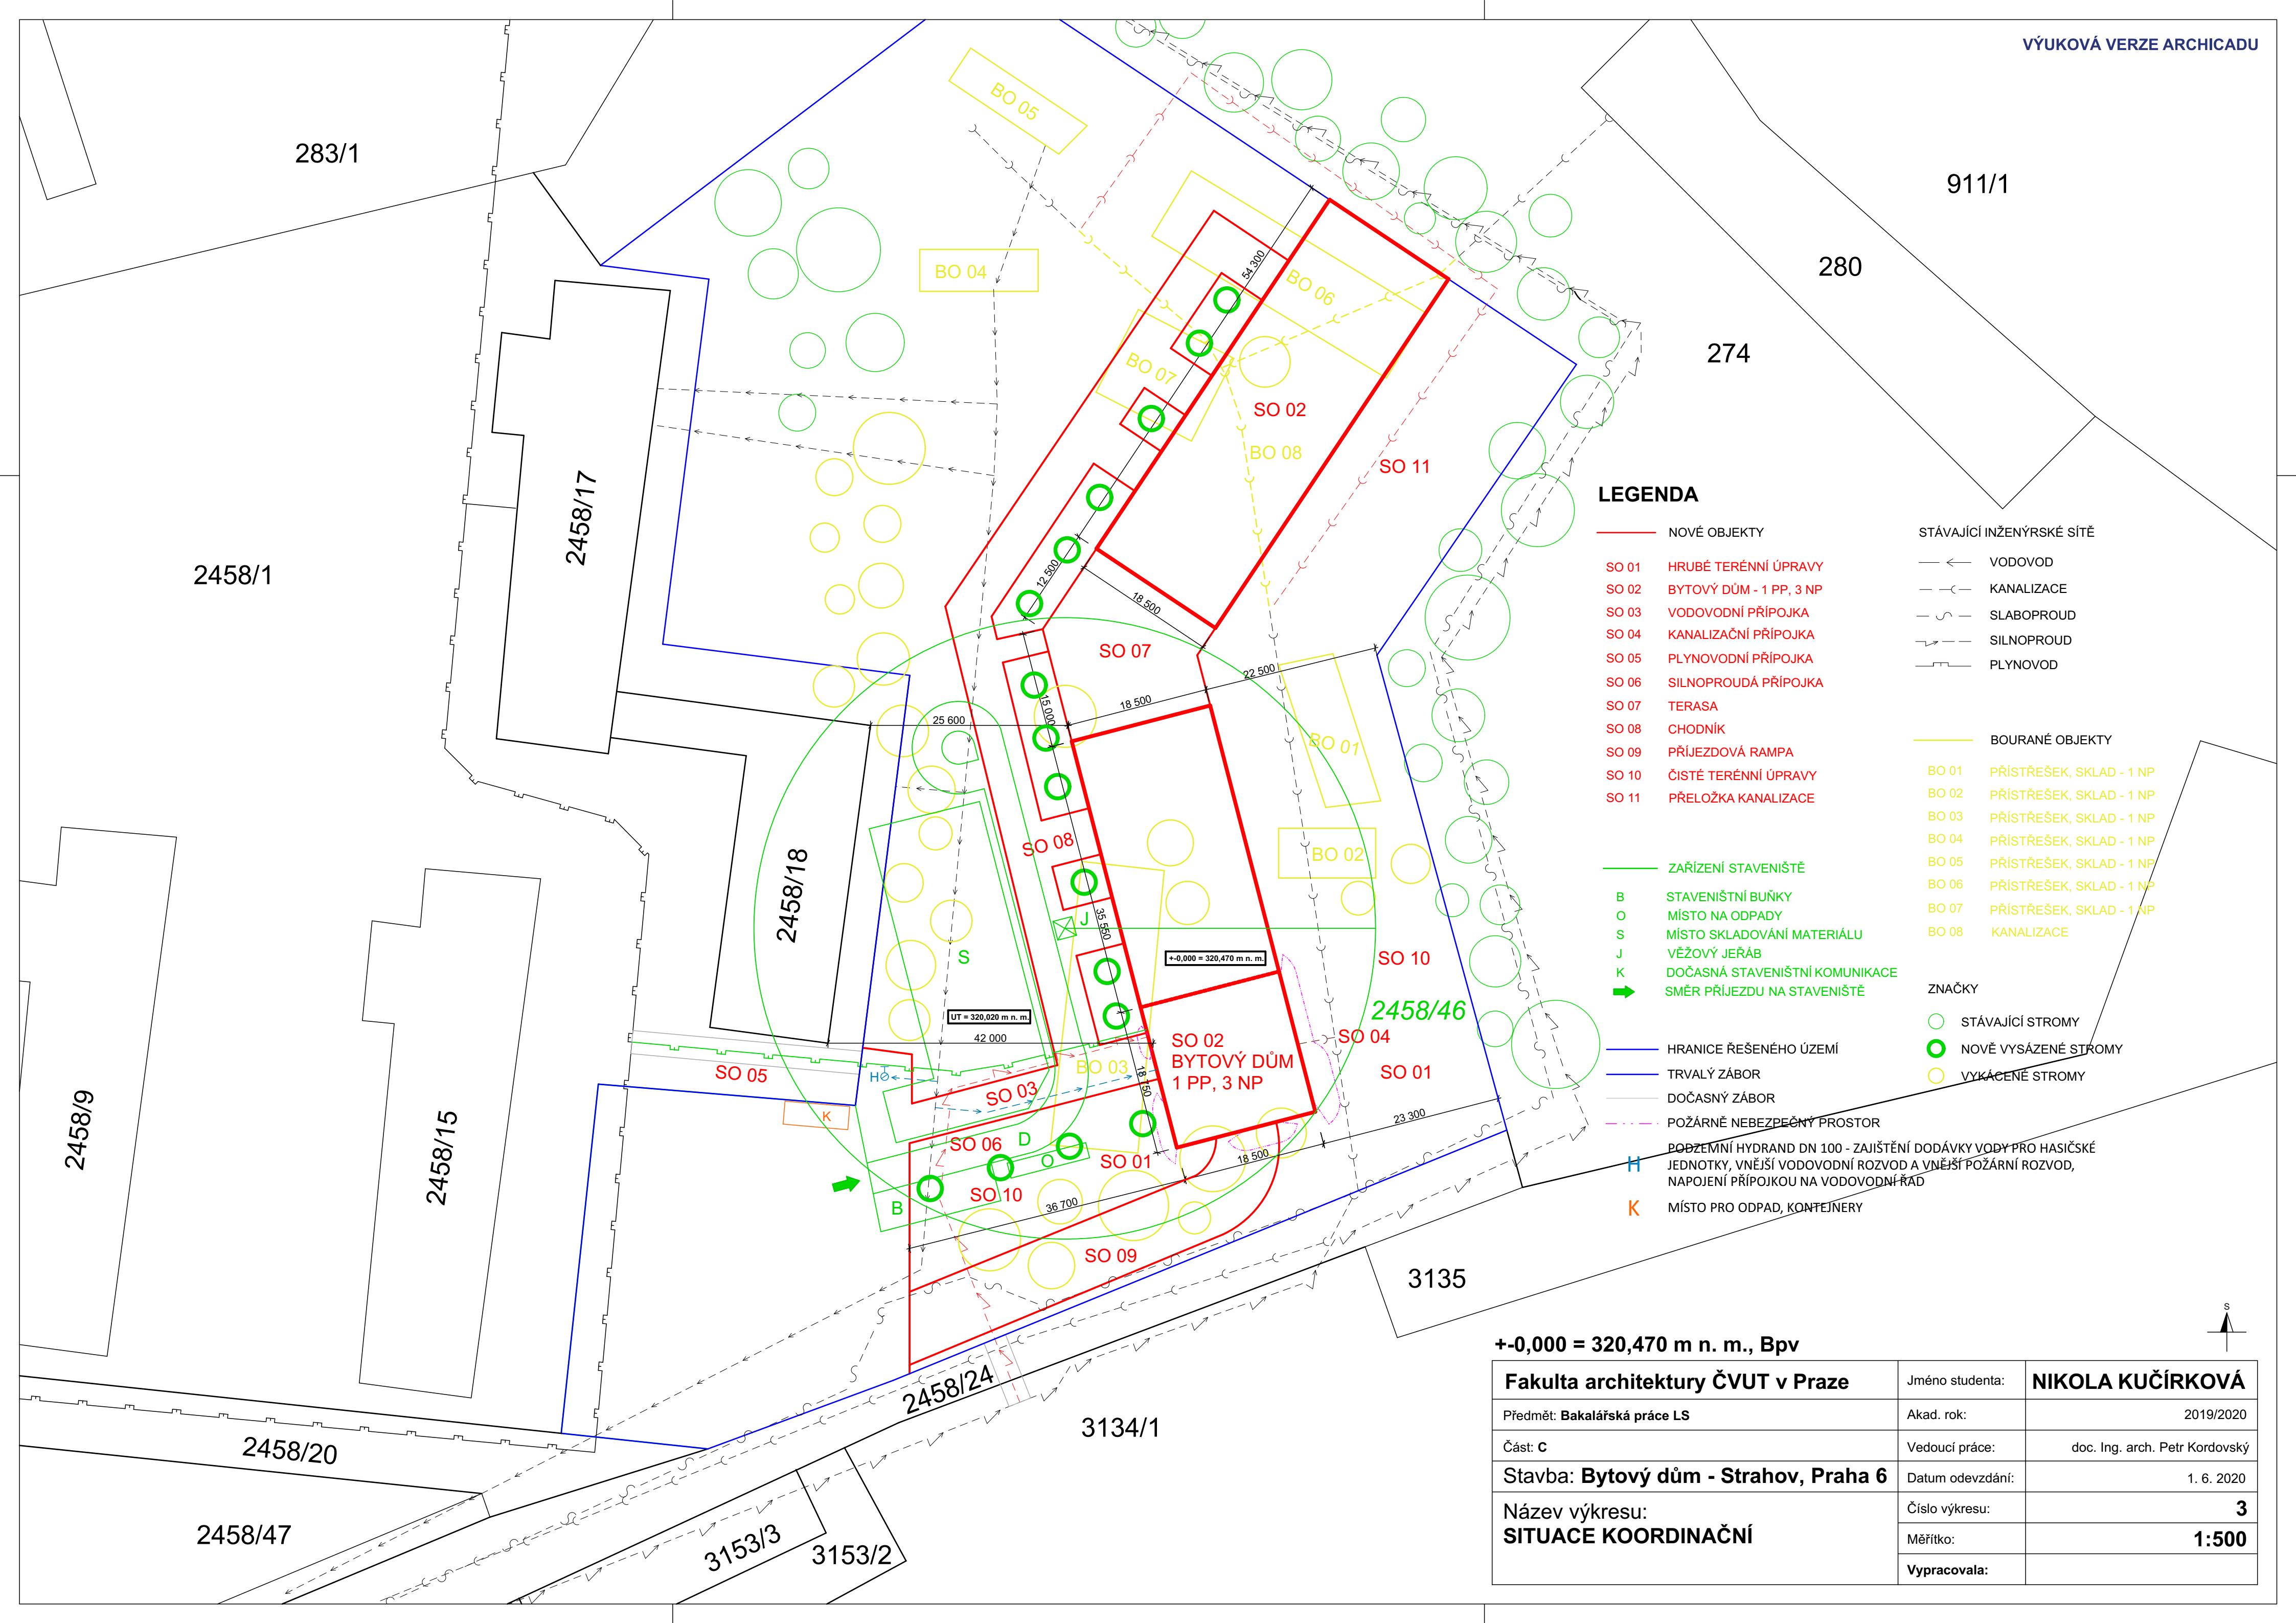 VÝUKOVÁ VERZE ARCHICADU
283/1
911/1
280
274
2458/1
2458/17
2458/18
2458/9
2458/15
2458/20
2458/47
2458/24
3153/3
3153/2
3134/1
3135
2458/46
BO 05
BO 04
BO 06
BO 07
BO 08
BO 01
BO 02
BO 03
SO 02
SO 11
SO 07
SO 08
SO 10
SO 04
SO 01
SO 02
BYTOVÝ DŮM
1 PP, 3 NP
SO 05
SO 03
SO 06
SO 01
SO 10
SO 09
54 300
12 500
18 500
22 500
18 500
25 600
15 000
35 550
42 000
18 750
23 300
18 500
36 700
+-0,000 = 320,470 m n. m.
UT = 320,020 m n. m.
S
J
H
K
D
O
B
LEGENDA
NOVÉ OBJEKTY
SO 01 HRUBÉ TERÉNNÍ ÚPRAVY
SO 02 BYTOVÝ DŮM - 1 PP, 3 NP
SO 03 VODOVODNÍ PŘÍPOJKA
SO 04 KANALIZAČNÍ PŘÍPOJKA
SO 05 PLYNOVODNÍ PŘÍPOJKA
SO 06 SILNOPROUDÁ PŘÍPOJKA
SO 07 TERASA
SO 08 CHODNÍK
SO 09 PŘÍJEZDOVÁ RAMPA
SO 10 ČISTÉ TERÉNNÍ ÚPRAVY
SO 11 PŘELOŽKA KANALIZACE
ZAŘÍZENÍ STAVENIŠTĚ
B STAVENIŠTNÍ BUŇKY
O MÍSTO NA ODPADY
S MÍSTO SKLADOVÁNÍ MATERIÁLU
J VĚŽOVÝ JEŘÁB
K DOČASNÁ STAVENIŠTNÍ KOMUNIKACE
SMĚR PŘÍJEZDU NA STAVENIŠTĚ
HRANICE ŘEŠENÉHO ÚZEMÍ
TRVALÝ ZÁBOR
DOČASNÝ ZÁBOR
POŽÁRNĚ NEBEZPEČNÝ PROSTOR
H PODZEMNÍ HYDRAND DN 100 - ZAJIŠTĚNÍ DODÁVKY VODY PRO HASIČSKÉ
JEDNOTKY, VNĚJŠÍ VODOVODNÍ ROZVOD A VNĚJŠÍ POŽÁRNÍ ROZVOD,
NAPOJENÍ PŘÍPOJKOU NA VODOVODNÍ ŘAD
K MÍSTO PRO ODPAD, KONTEJNERY
STÁVAJÍCÍ INŽENÝRSKÉ SÍTĚ
VODOVOD
KANALIZACE
SLABOPROUD
SILNOPROUD
PLYNOVOD
BOURANÉ OBJEKTY
BO 01 PŘÍSTŘEŠEK, SKLAD - 1 NP
BO 02 PŘÍSTŘEŠEK, SKLAD - 1 NP
BO 03 PŘÍSTŘEŠEK, SKLAD - 1 NP
BO 04 PŘÍSTŘEŠEK, SKLAD - 1 NP
BO 05 PŘÍSTŘEŠEK, SKLAD - 1 NP
BO 06 PŘÍSTŘEŠEK, SKLAD - 1 NP
BO 07 PŘÍSTŘEŠEK, SKLAD - 1 NP
BO 08 KANALIZACE
ZNAČKY
STÁVAJÍCÍ STROMY
NOVĚ VYSÁZENÉ STROMY
VYKÁCENÉ STROMY
S
+-0,000 = 320,470 m n. m., Bpv
Fakulta architektury ČVUT v Praze
Jméno studenta: NIKOLA KUČÍRKOVÁ
Předmět: Bakalářská práce LS
Akad. rok: 2019/2020
Část: C
Vedoucí práce: doc. Ing. arch. Petr Kordovský
Stavba: Bytový dům - Strahov, Praha 6
Datum odevzdání: 1. 6. 2020
Název výkresu:
SITUACE KOORDINAČNÍ
Číslo výkresu: 3
Měřítko: 1:500
Vypracovala: